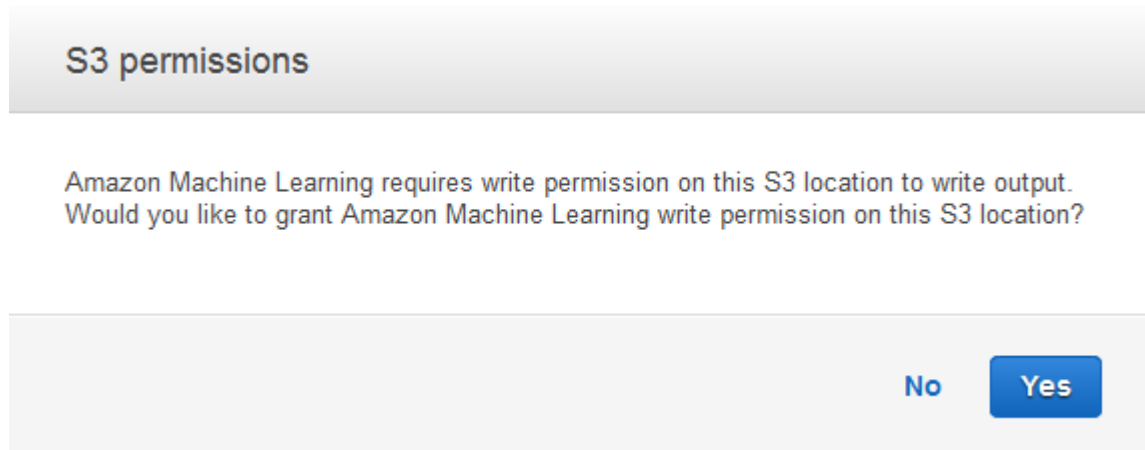 S3 permissions
Amazon Machine Learning requires write permission on this S3 location to write output.
Would you like to grant Amazon Machine Learning write permission on this S3 location?
No Yes